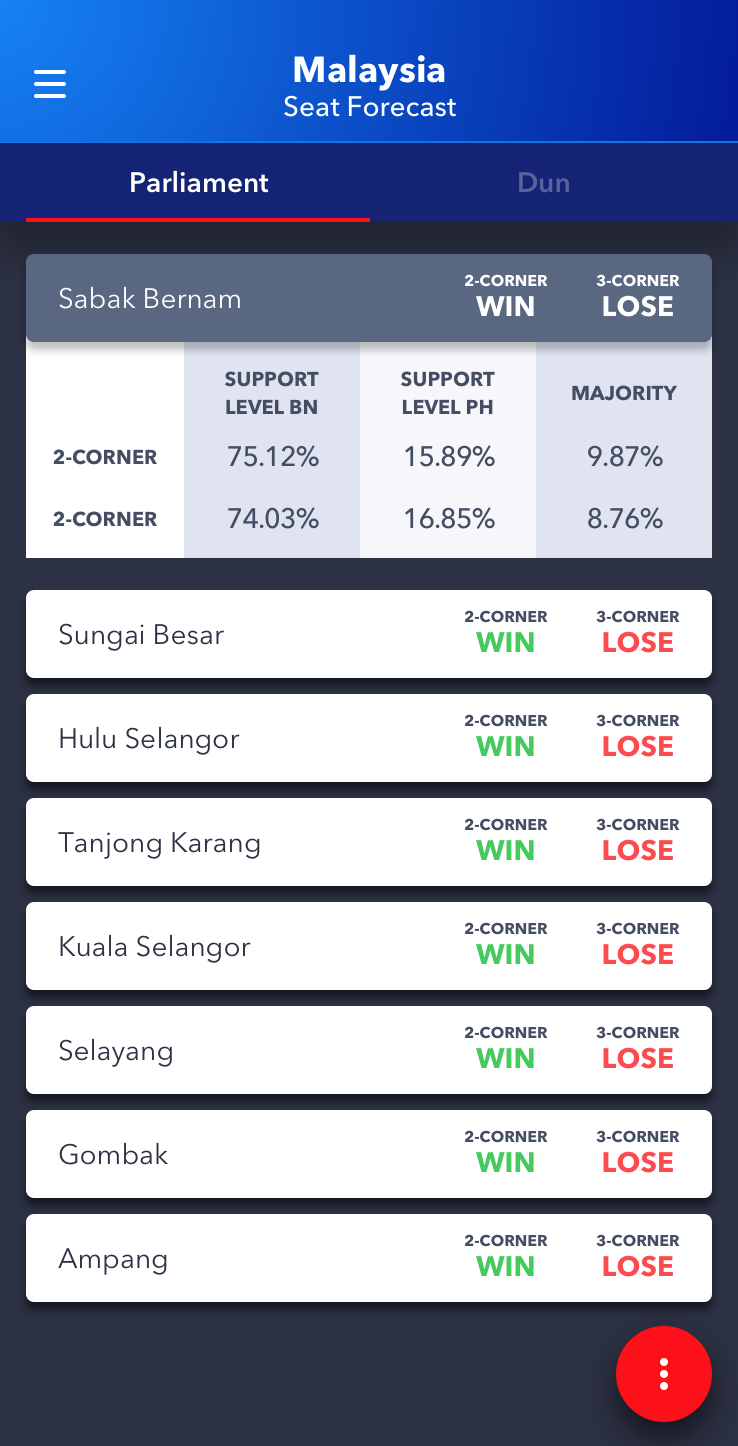 Malaysia
Seat Forecast
Parliament
Dun
Sabak Bernam
2-CORNER 3-CORNER
WIN LOSE
SUPPORT LEVEL BN
SUPPORT LEVEL PH
MAJORITY
2-CORNER 75.12% 15.89% 9.87%
2-CORNER 74.03% 16.85% 8.76%
Sungai Besar
2-CORNER 3-CORNER
WIN LOSE
Hulu Selangor
2-CORNER 3-CORNER
WIN LOSE
Tanjong Karang
2-CORNER 3-CORNER
WIN LOSE
Kuala Selangor
2-CORNER 3-CORNER
WIN LOSE
Selayang
2-CORNER 3-CORNER
WIN LOSE
Gombak
2-CORNER 3-CORNER
WIN LOSE
Ampang
2-CORNER 3-CORNER
WIN LOSE